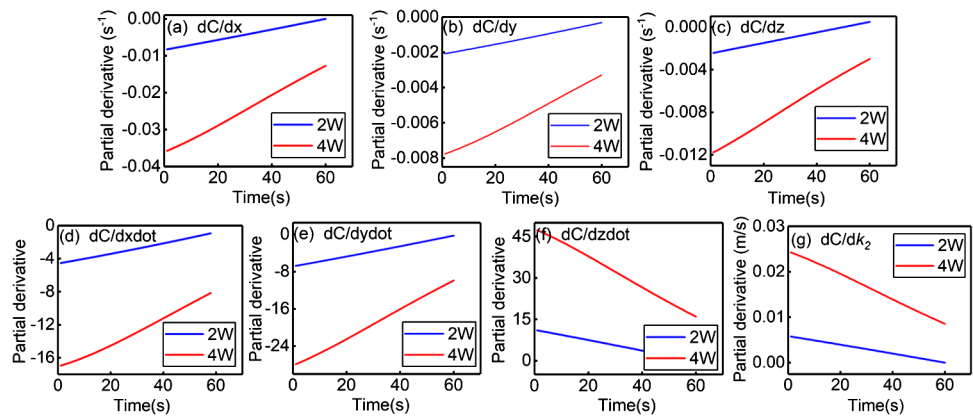 (a) dC/dx
Partial derivative (s⁻¹)
0.00
-0.01
-0.02
-0.03
-0.04
0 20 40 60
Time(s)
2W
4W
(b) dC/dy
Partial derivative (s⁻¹)
0.000
-0.002
-0.004
-0.006
-0.008
0 20 40 60
Time(s)
2W
4W
(c) dC/dz
Partial derivative (s⁻¹)
0.000
-0.004
-0.008
-0.012
0 20 40 60
Time(s)
2W
4W
(d) dC/dxdot
Partial derivative
0
-4
-8
-12
-16
0 20 40 60
Time(s)
2W
4W
(e) dC/dydot
Partial derivative
0
-8
-16
-24
0 20 40 60
Time(s)
2W
4W
(f) dC/dzdot
Partial derivative
45
30
15
0
0 20 40 60
Time(s)
2W
4W
(g) dC/dk₂
Partial derivative (m/s)
0.03
0.02
0.01
0.00
0 20 40 60
Time(s)
2W
4W